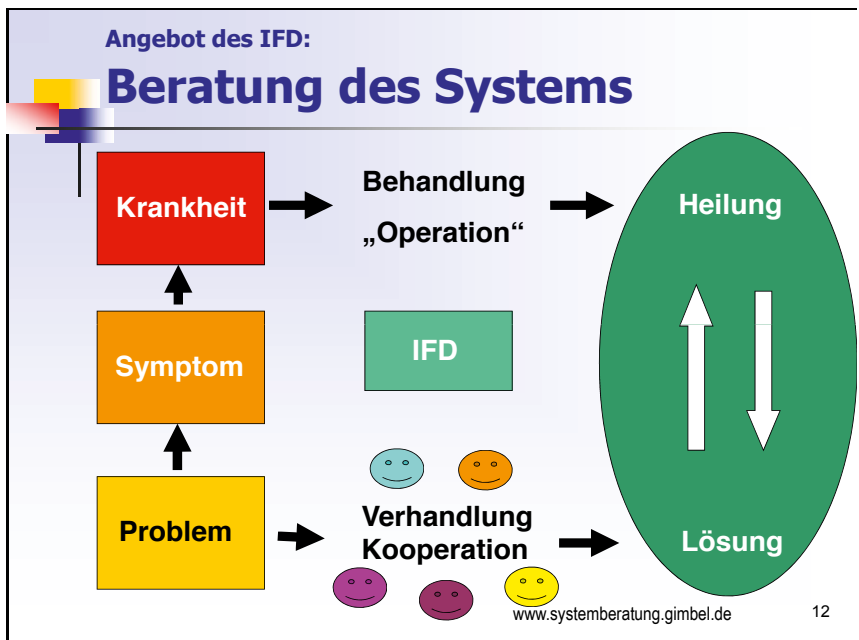 Angebot des IFD:
Beratung des Systems
Krankheit
Behandlung
„Operation“
Heilung
Symptom
IFD
Problem
Verhandlung
Kooperation
Lösung
www.systemberatung.gimbel.de
12